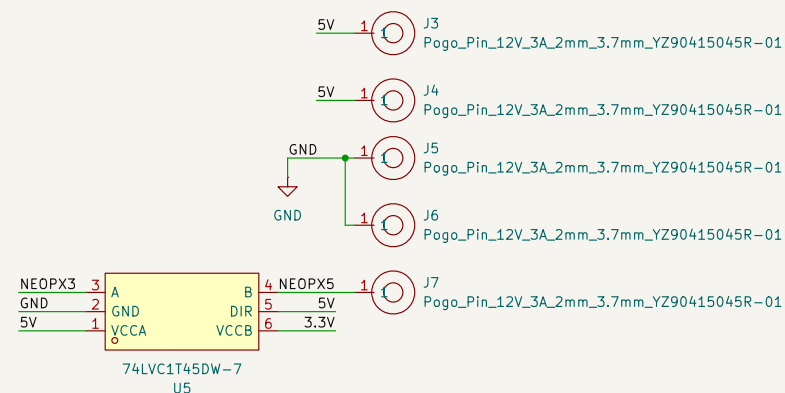 5V 1 1 J3
Pogo_Pin_12V_3A_2mm_3.7mm_YZ90415045R-01
5V 1 1 J4
Pogo_Pin_12V_3A_2mm_3.7mm_YZ90415045R-01
GND 1 1 J5
Pogo_Pin_12V_3A_2mm_3.7mm_YZ90415045R-01
GND
1 1 J6
Pogo_Pin_12V_3A_2mm_3.7mm_YZ90415045R-01
NEOPX3 3 A B 4 NEOPX5 1 1 J7
Pogo_Pin_12V_3A_2mm_3.7mm_YZ90415045R-01
GND 2 GND DIR 5 5V
5V 1 VCCA VCCB 6 3.3V
74LVC1T45DW-7
U5